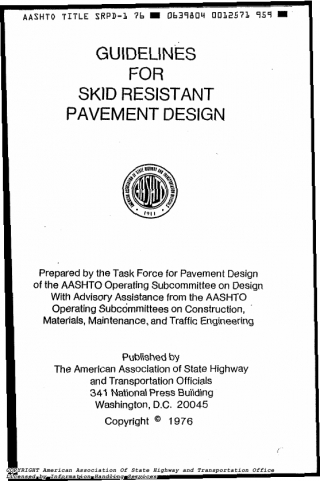 AASHTO TITLE SRPD-1 76 ■ 0639804 0012571 959 ■
GUIDELINES
FOR
SKID RESISTANT
PAVEMENT DESIGN
AASHTO
1914
Prepared by the Task Force for Pavement Design
of the AASHTO Operating Subcommittee on Design
With Advisory Assistance from the AASHTO
Operating Subcommittees on Construction,
Materials, Maintenance, and Traffic Engineering
Published by
The American Association of State Highway
and Transportation Officials
341 National Press Building
Washington, D.C. 20045
Copyright © 1976
COPYRIGHT American Association Of State Highway and Transportation Office
Licensed by Information Handling Services